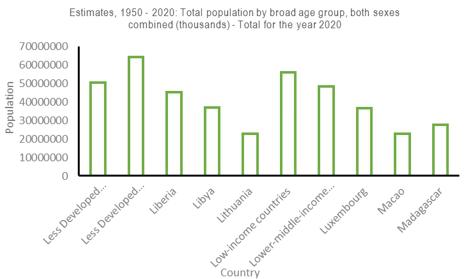 Estimates, 1950 - 2020: Total population by broad age group, both sexes
combined (thousands) - Total for the year 2020
70000000
60000000
50000000
40000000
30000000
20000000
10000000
0
Population
Less Developed...
Less Developed...
Liberia
Libya
Lithuania
Low-income countries
Lower-middle-income...
Luxembourg
Macao
Madagascar
Country